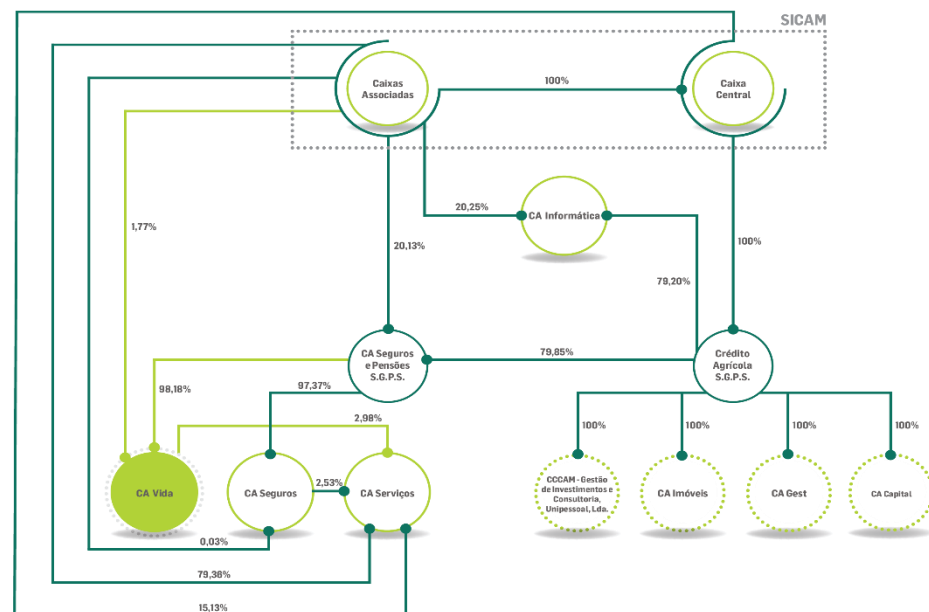 SICAM
Caixas
Associadas
100%
Caixa
Central
1,77%
20,25%
CA Informática
20,13%
100%
79,20%
CA Seguros
e Pensões
S.G.P.S.
79,85%
Crédito
Agrícola
S.G.P.S.
98,18%
97,37%
2,98%
100%
100%
100%
100%
CA Vida
CA Seguros
2,53%
CA Serviços
CCCAM - Gestão
de Investimentos e
Consultoria,
Unipessoal, Lda.
CA Imóveis
CA Gest
CA Capital
0,03%
79,36%
15,13%